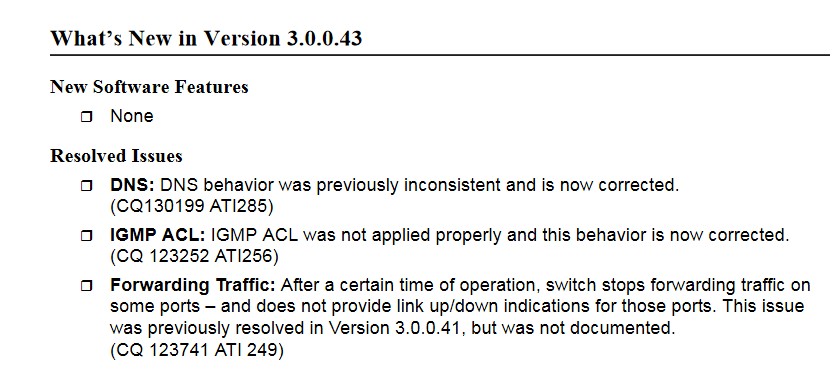 What's New in Version 3.0.0.43
New Software Features
❒ None
Resolved Issues
❒ DNS: DNS behavior was previously inconsistent and is now corrected.
(CQ130199 ATI285)
❒ IGMP ACL: IGMP ACL was not applied properly and this behavior is now corrected.
(CQ 123252 ATI256)
❒ Forwarding Traffic: After a certain time of operation, switch stops forwarding traffic on
some ports – and does not provide link up/down indications for those ports. This issue
was previously resolved in Version 3.0.0.41, but was not documented.
(CQ 123741 ATI 249)